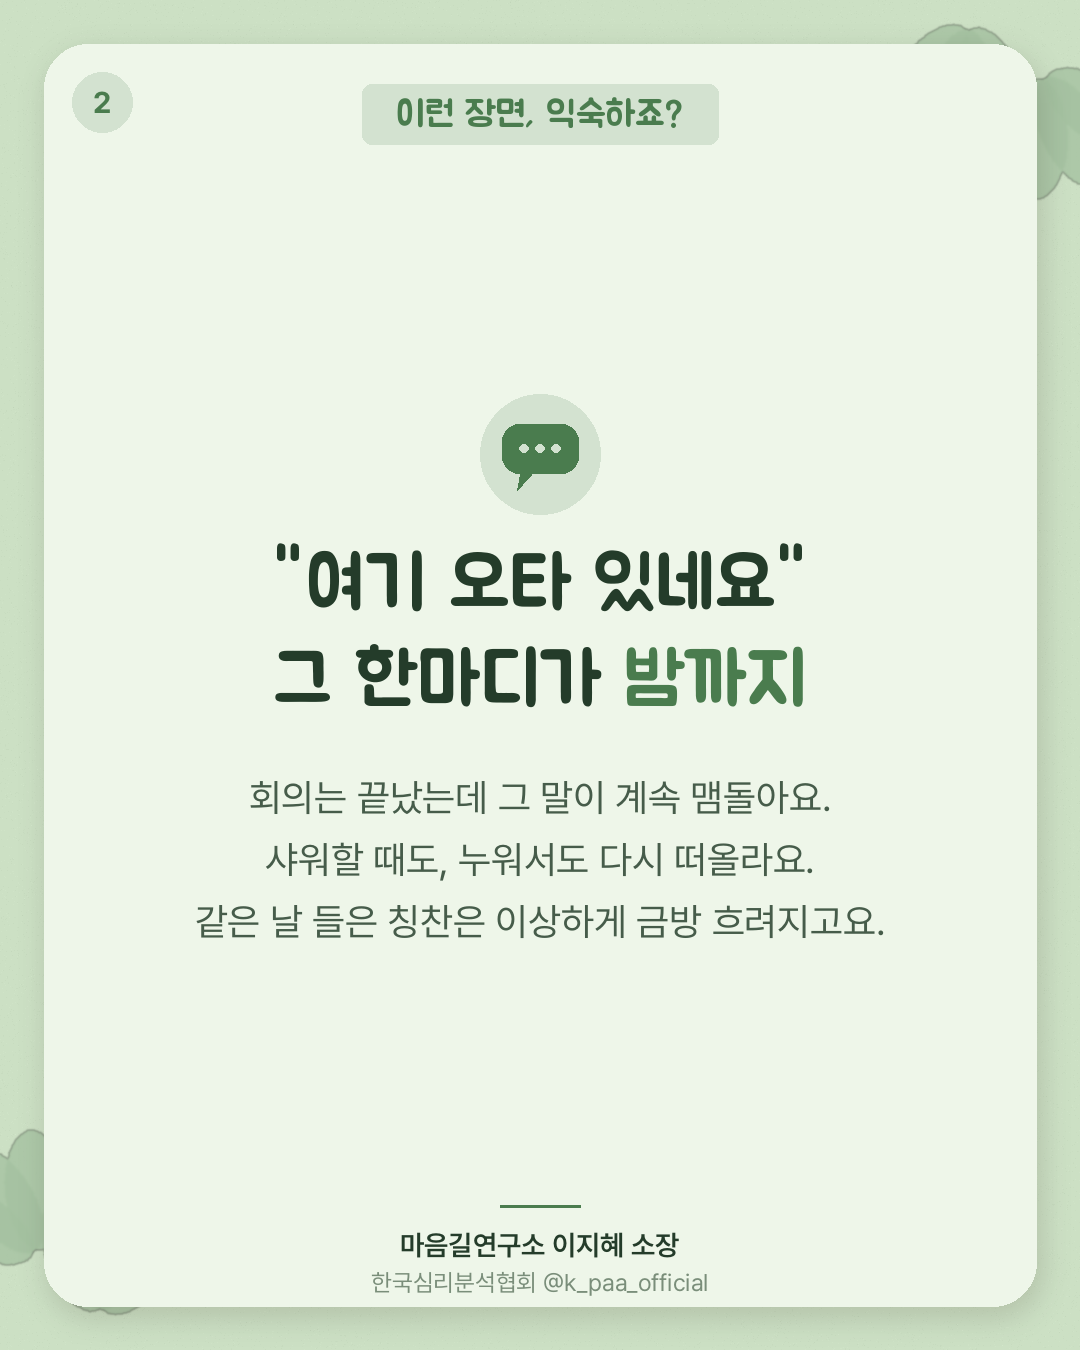 2
이런 장면, 익숙하죠?
"여기 오타 있네요"
그 한마디가 밤까지
회의는 끝났는데 그 말이 계속 맴돌아요.
샤워할 때도, 누워서도 다시 떠올라요.
같은 날 들은 칭찬은 이상하게 금방 흐려지고요.
마음길연구소 이지혜 소장
한국심리분석협회 @k_paa_official